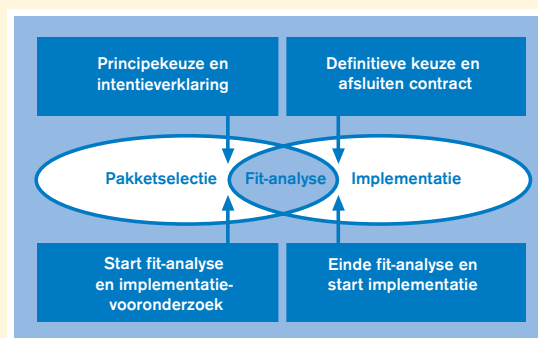 Principekeuze en
intentieverklaring
Definitieve keuze en
afsluiten contract
Pakketselectie
Fit-analyse
Implementatie
Start fit-analyse
en implementatie-
vooronderzoek
Einde fit-analyse en
start implementatie